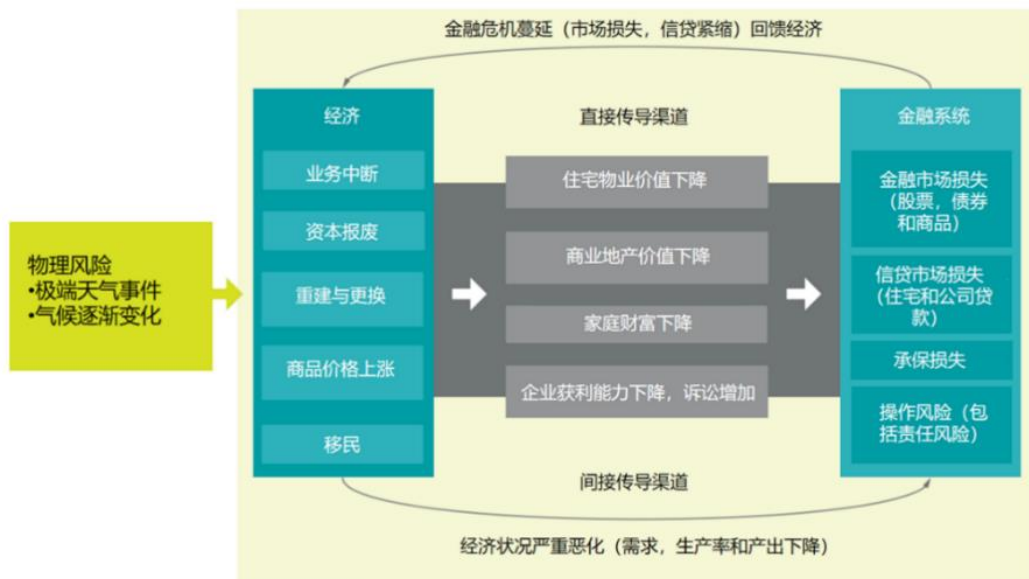 金融危机蔓延（市场损失，信贷紧缩）回馈经济
物理风险
•极端天气事件
•气候逐渐变化
经济
业务中断
资本报废
重建与更换
商品价格上涨
移民
直接传导渠道
住宅物业价值下降
商业地产价值下降
家庭财富下降
企业获利能力下降，诉讼增加
间接传导渠道
金融系统
金融市场损失
（股票，债券
和商品）
信贷市场损失
（住宅和公司贷
款）
承保损失
操作风险（包
括责任风险）
经济状况严重恶化（需求，生产率和产出下降）